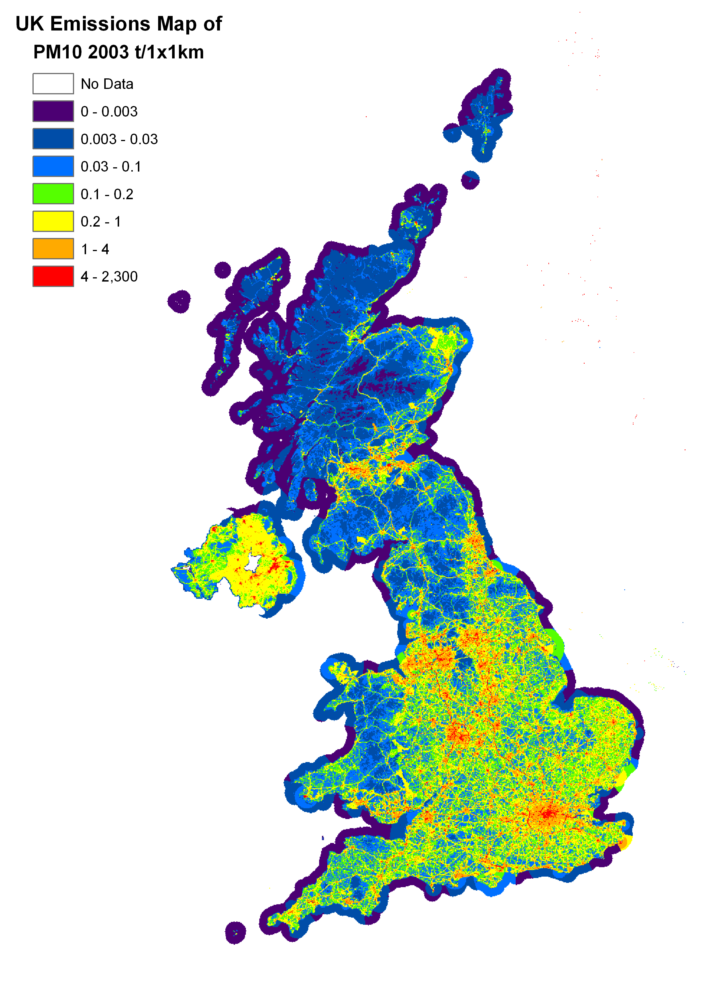 UK Emissions Map of
PM10 2003 t/1x1km
No Data
0 - 0.003
0.003 - 0.03
0.03 - 0.1
0.1 - 0.2
0.2 - 1
1 - 4
4 - 2,300